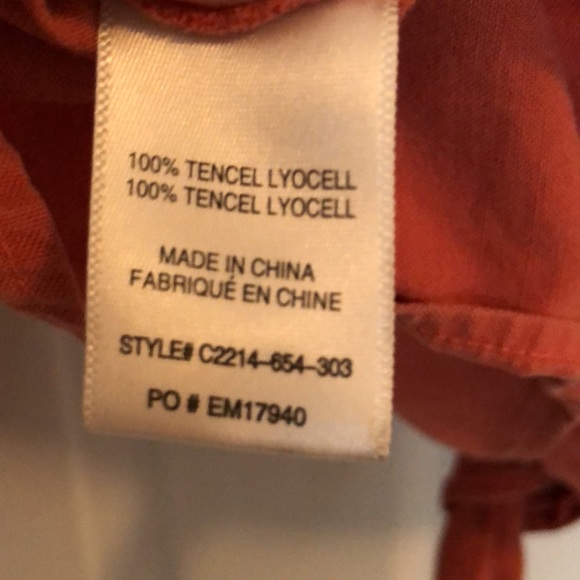 100% TENCEL LYOCELL
100% TENCEL LYOCELL
MADE IN CHINA
FABRIQUÉ EN CHINE
STYLE# C2214-654-303
PO # EM17940